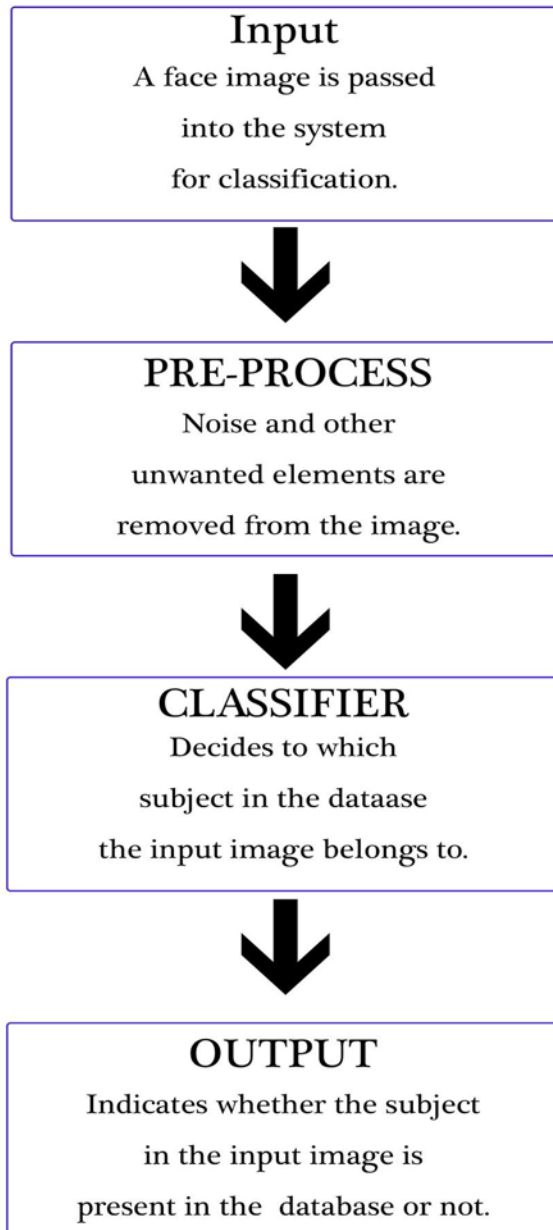 Input
A face image is passed
into the system
for classification.
PRE-PROCESS
Noise and other
unwanted elements are
removed from the image.
CLASSIFIER
Decides to which
subject in the dataase
the input image belongs to.
OUTPUT
Indicates whether the subject
in the input image is
present in the database or not.